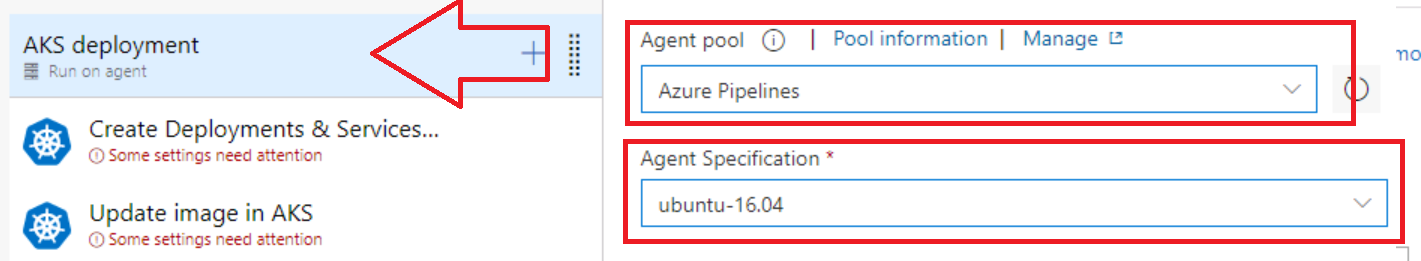 AKS deployment
Run on agent
Create Deployments & Services...
Some settings need attention
Update image in AKS
Some settings need attention
Agent pool | Pool information | Manage
Azure Pipelines
Agent Specification *
ubuntu-16.04
mo